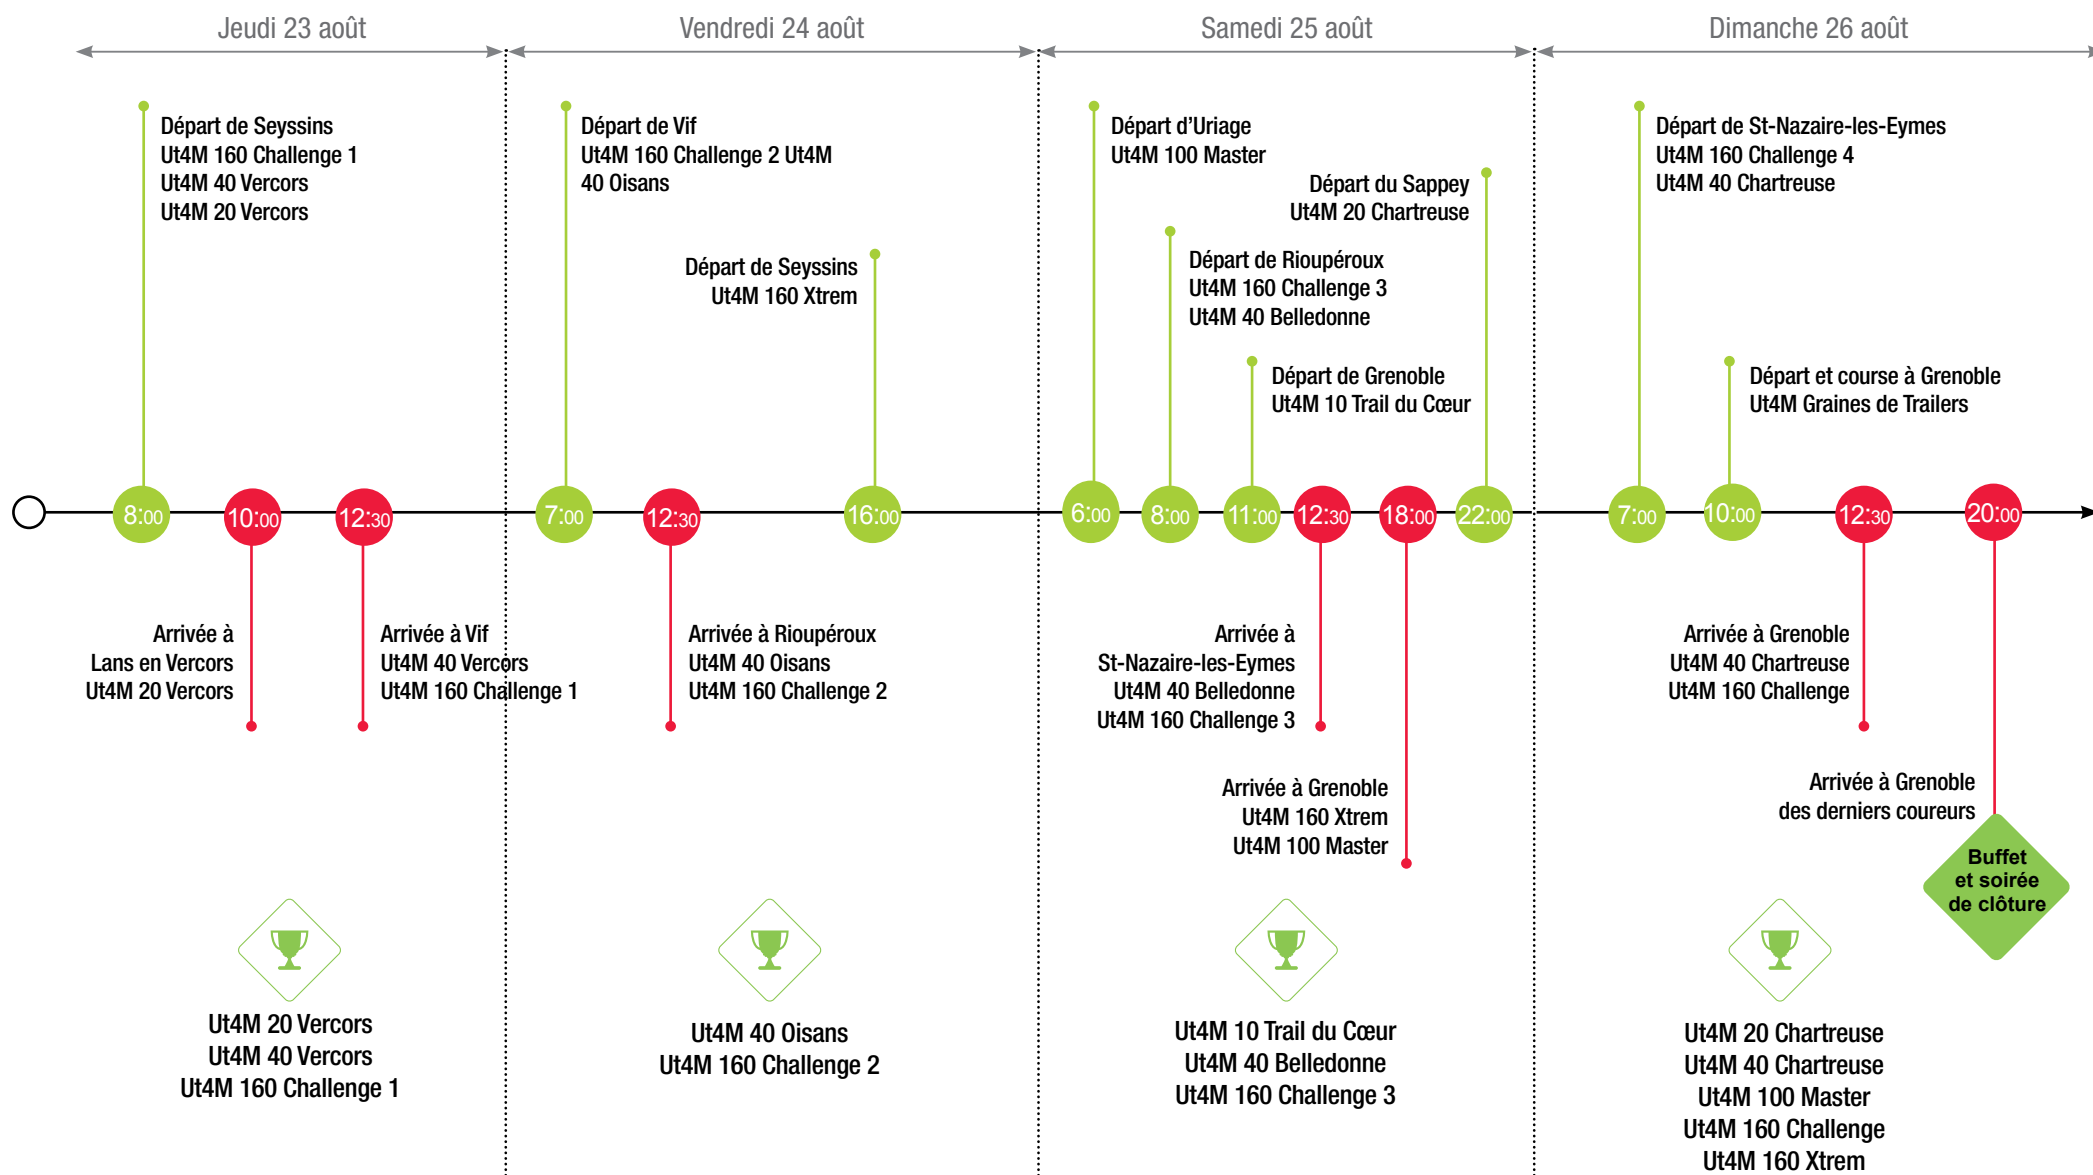 Jeudi 23 août
Vendredi 24 août
Samedi 25 août
Dimanche 26 août
Départ de Seyssins
Ut4M 160 Challenge 1
Ut4M 40 Vercors
Ut4M 20 Vercors
Départ de Vif
Ut4M 160 Challenge 2 Ut4M
40 Oisans
Départ de Seyssins
Ut4M 160 Xtrem
Départ d’Uriage
Ut4M 100 Master
Départ du Sappey
Ut4M 20 Chartreuse
Départ de Rioupéroux
Ut4M 160 Challenge 3
Ut4M 40 Belledonne
Départ de Grenoble
Ut4M 10 Trail du Cœur
Départ de St-Nazaire-les-Eymes
Ut4M 160 Challenge 4
Ut4M 40 Chartreuse
Départ et course à Grenoble
Ut4M Graines de Trailers
8:00
10:00
12:30
7:00
12:30
16:00
6:00
8:00
11:00
12:30
18:00
22:00
7:00
10:00
12:30
20:00
Arrivée à
Lans en Vercors
Ut4M 20 Vercors
Arrivée à Vif
Ut4M 40 Vercors
Ut4M 160 Challenge 1
Arrivée à Rioupéroux
Ut4M 40 Oisans
Ut4M 160 Challenge 2
Arrivée à
St-Nazaire-les-Eymes
Ut4M 40 Belledonne
Ut4M 160 Challenge 3
Arrivée à Grenoble
Ut4M 160 Xtrem
Ut4M 100 Master
Arrivée à Grenoble
Ut4M 40 Chartreuse
Ut4M 160 Challenge
Arrivée à Grenoble
des derniers coureurs
Buffet
et soirée
de clôture
Ut4M 20 Vercors
Ut4M 40 Vercors
Ut4M 160 Challenge 1
Ut4M 40 Oisans
Ut4M 160 Challenge 2
Ut4M 10 Trail du Cœur
Ut4M 40 Belledonne
Ut4M 160 Challenge 3
Ut4M 20 Chartreuse
Ut4M 40 Chartreuse
Ut4M 100 Master
Ut4M 160 Challenge
Ut4M 160 Xtrem